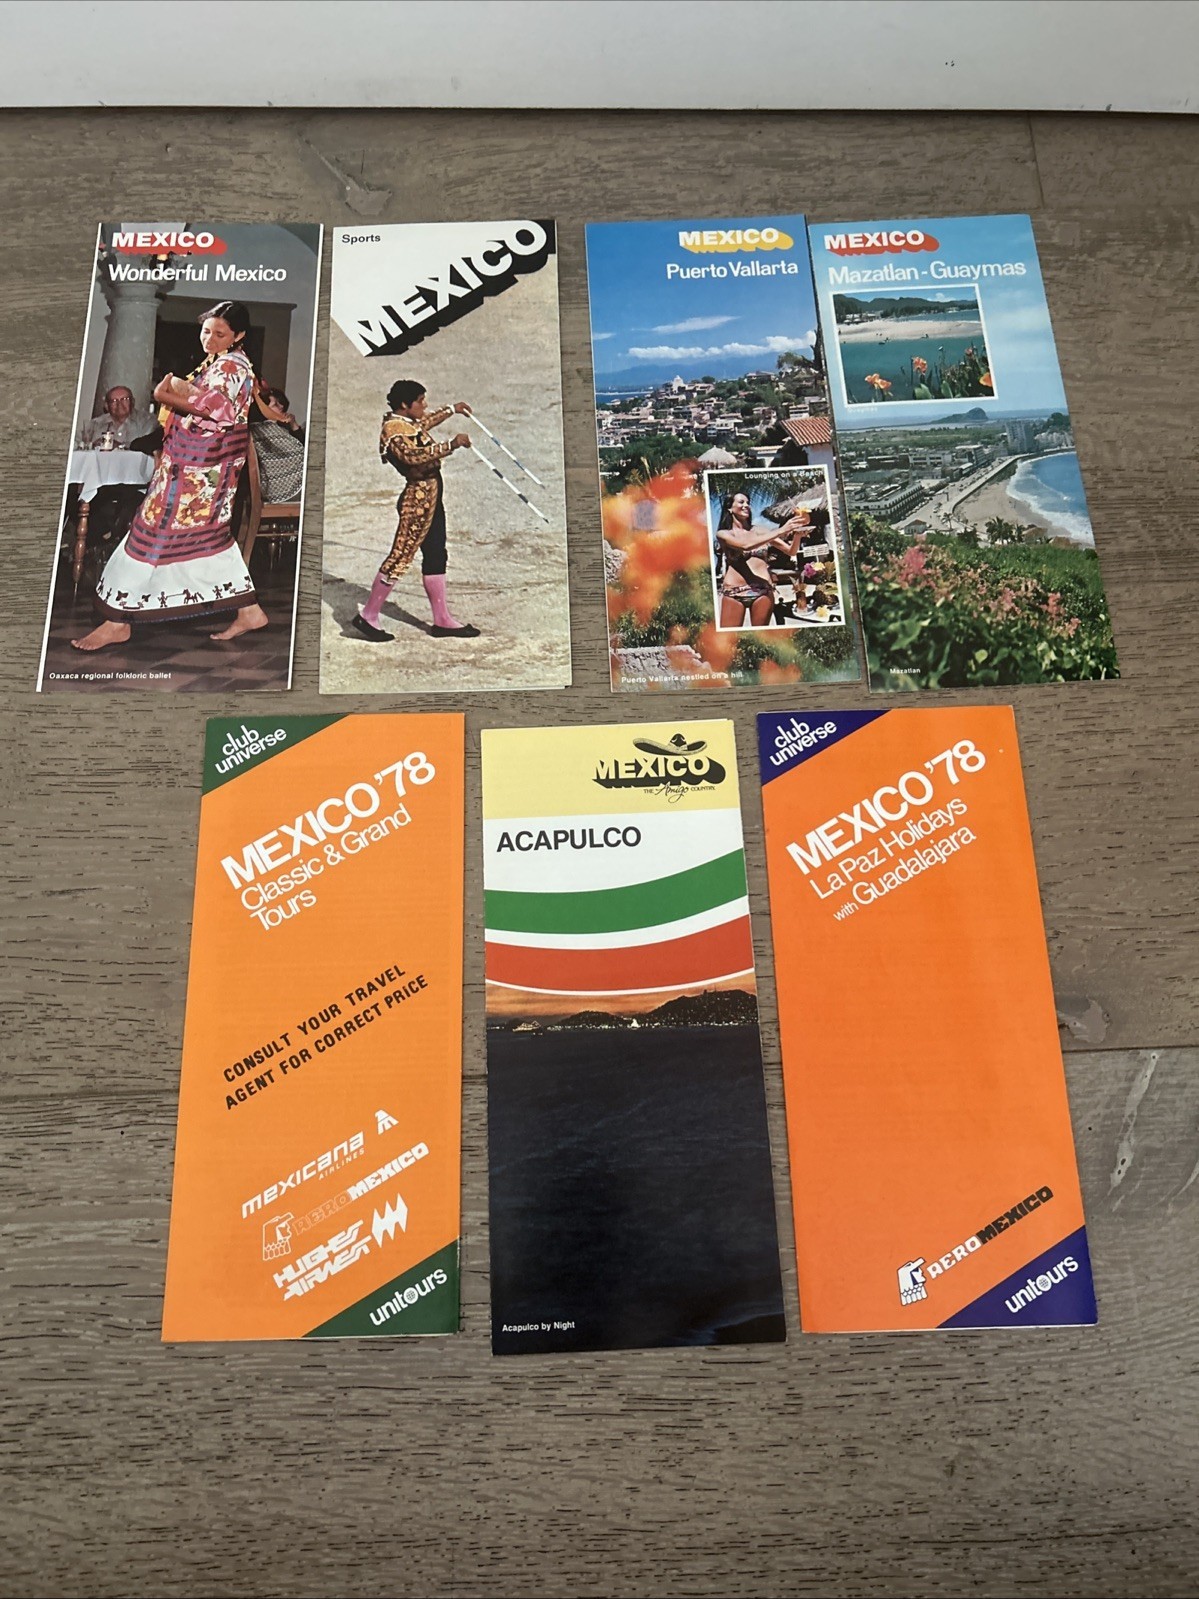 MEXICO
Wonderful Mexico
Oaxaca regional folkloric ballet
Sports
MEXICO
MEXICO
Puerto Vallarta
Lounging on a Beach
Puerto Vallarta nestled on a hill
MEXICO
Mazatlan-Guaymas
Guaymas
Mazatlan
club
universe
MEXICO '78
Classic & Grand
Tours
CONSULT YOUR TRAVEL
AGENT FOR CORRECT PRICE
mexicana
AIRLINES
AEROMEXICO
HUGHES
AIRWEST
unitours
MEXICO
THE Amigo COUNTRY.
ACAPULCO
Acapulco by Night
club
universe
MEXICO '78
La Paz Holidays
with Guadalajara
AEROMEXICO
unitours